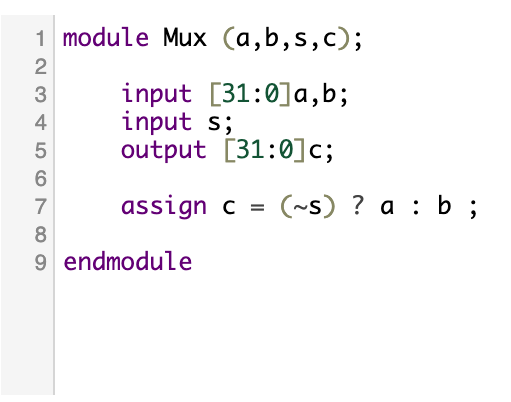 1 module Mux (a,b,s,c);
2
3     input [31:0]a,b;
4     input s;
5     output [31:0]c;
6
7     assign c = (~s) ? a : b ;
8
9 endmodule